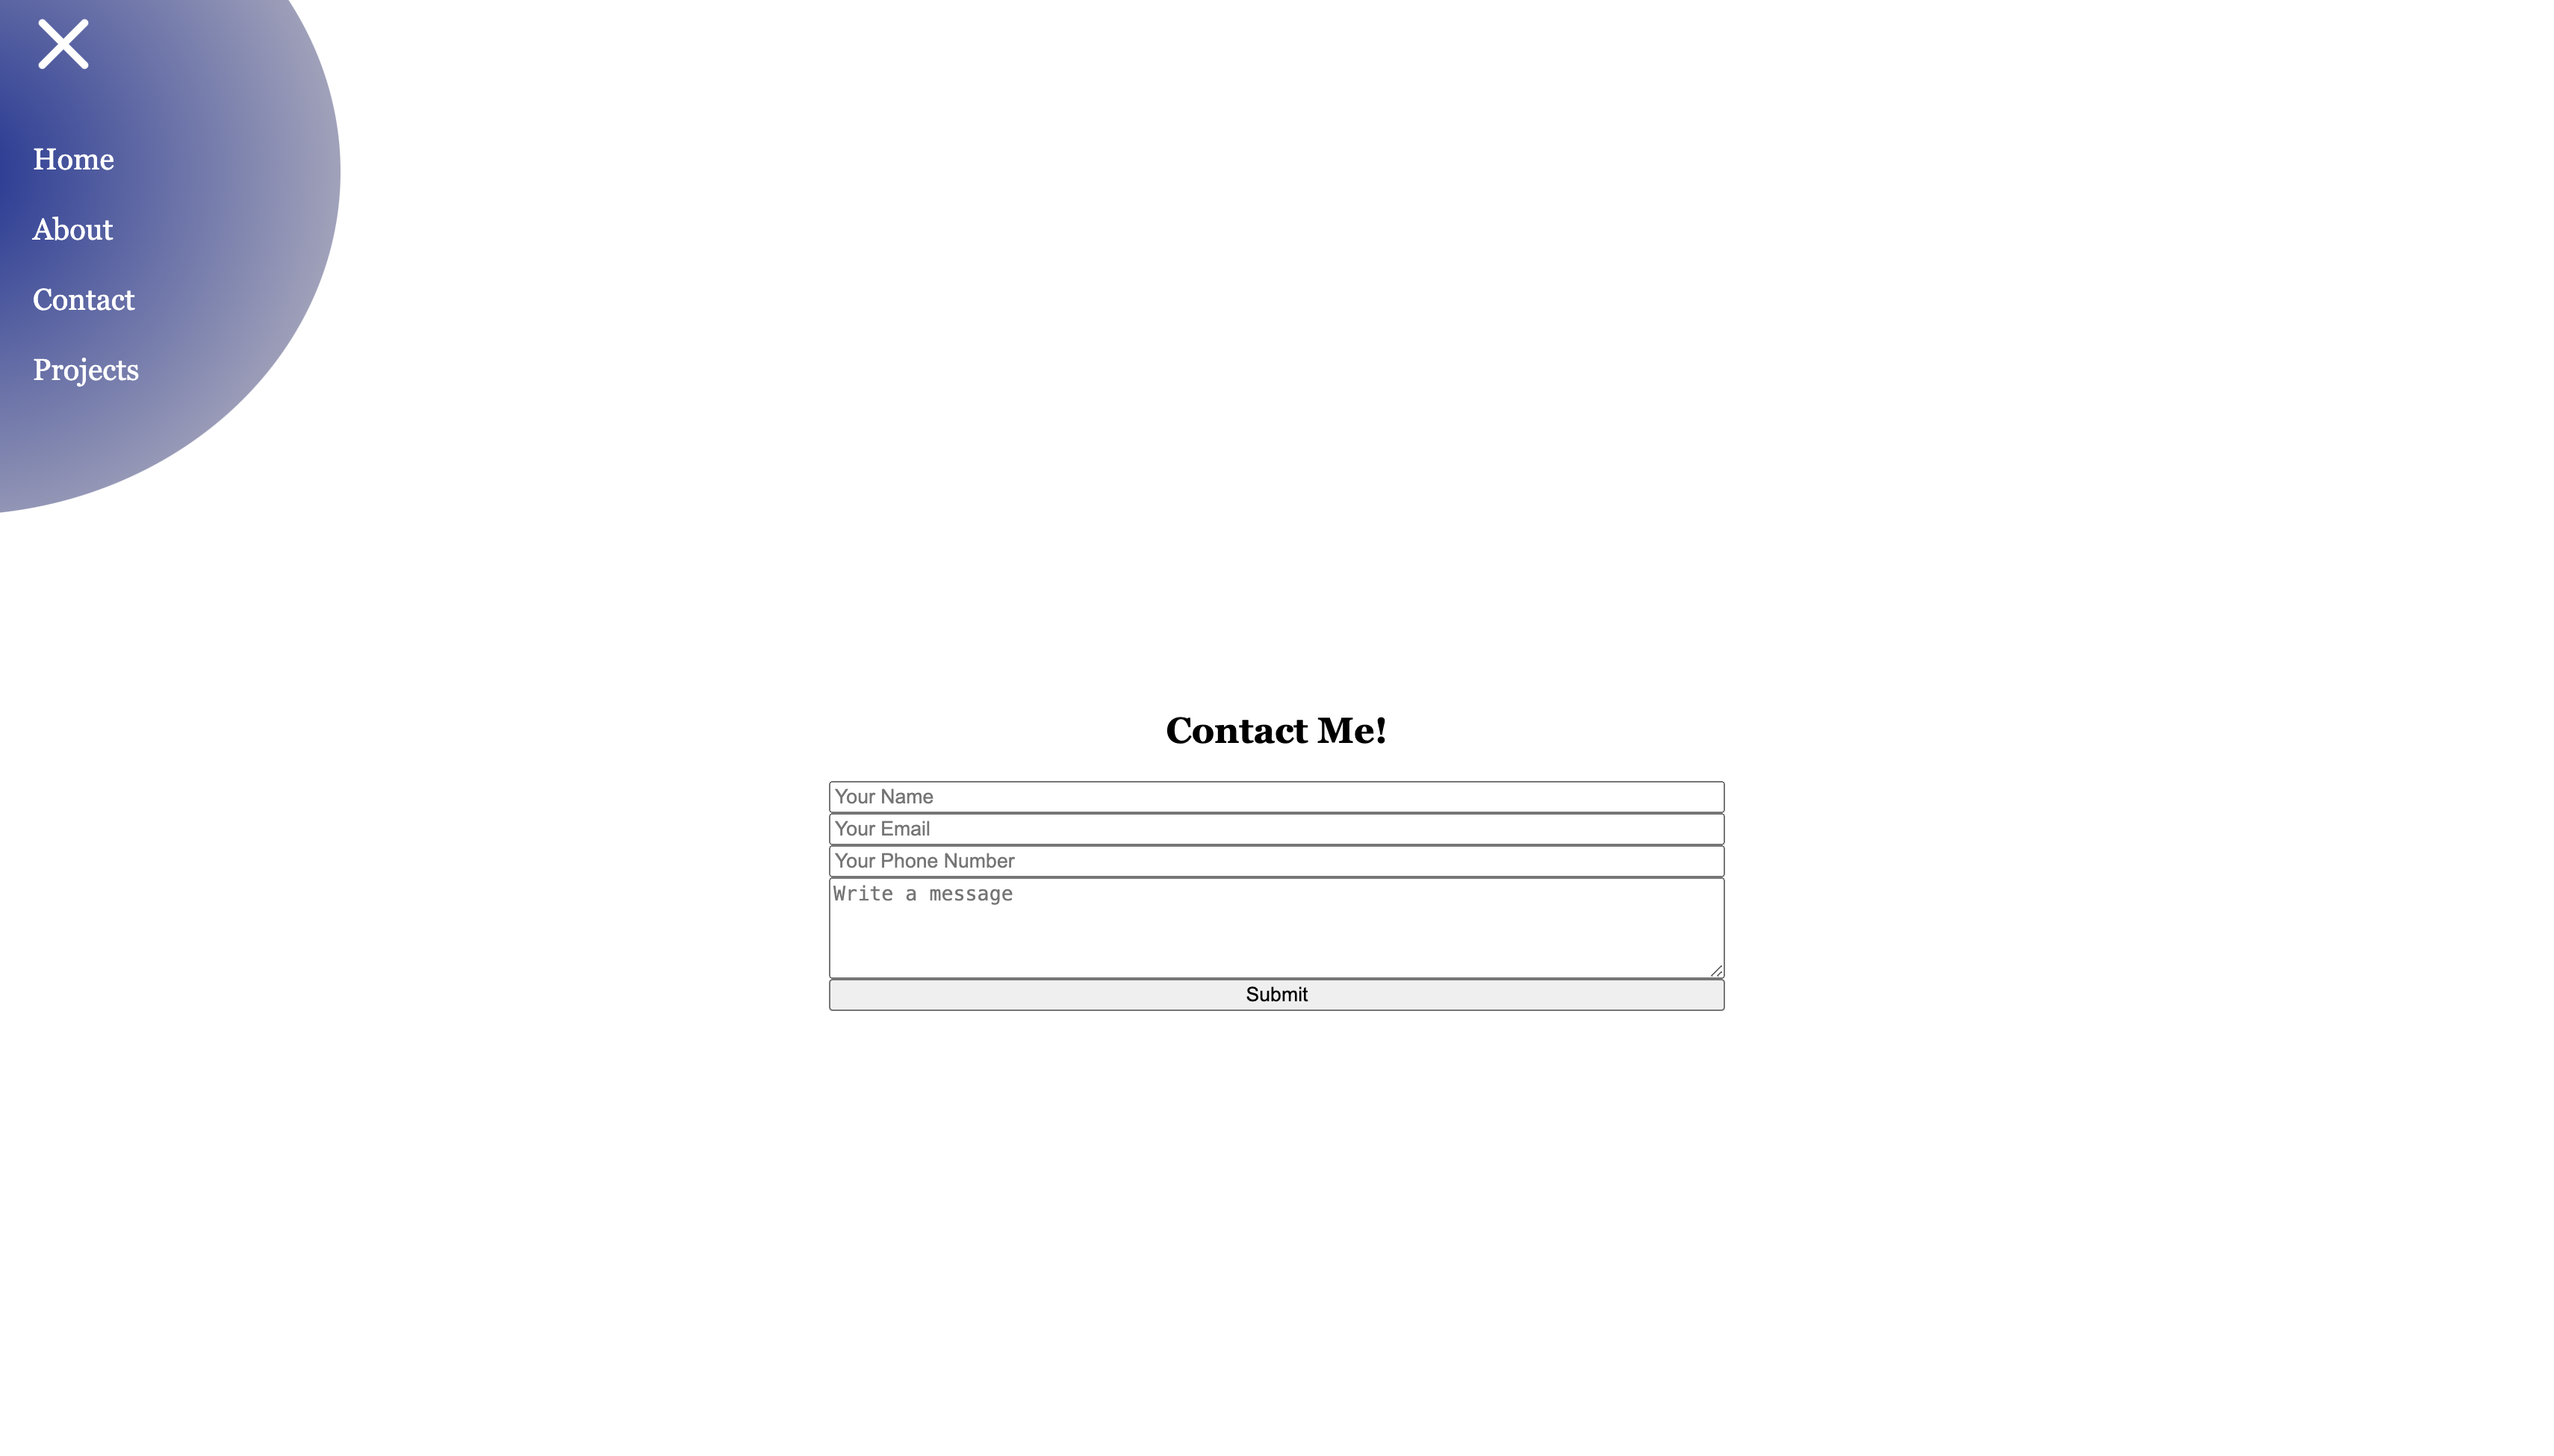 Home
About
Contact
Projects
Contact Me!
Your Name
Your Email
Your Phone Number
Write a message
Submit